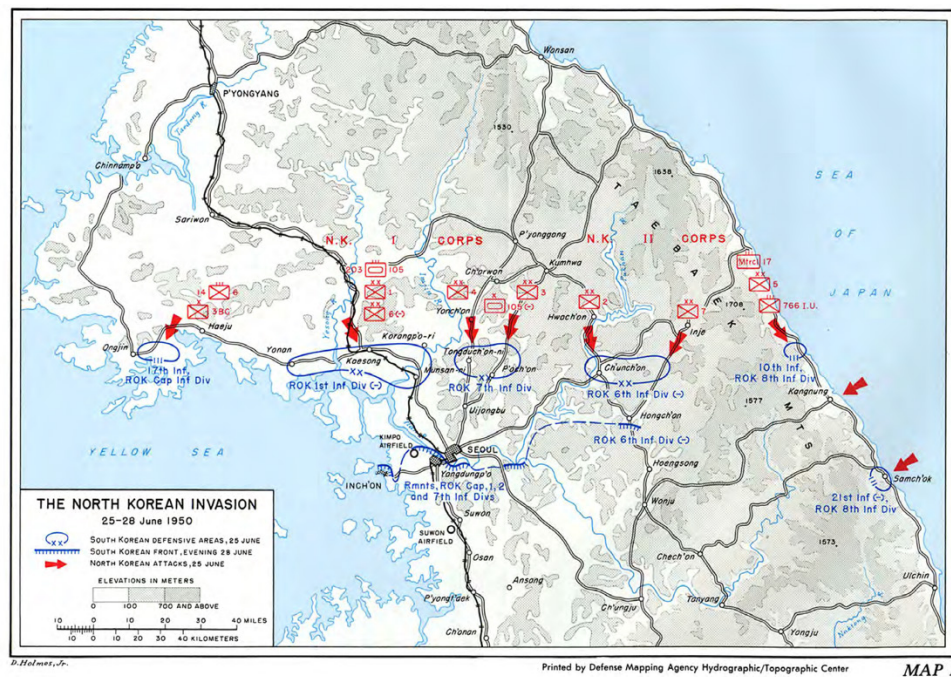 Wonsan
P'YONGYANG
Taedong R
1530
Chinnamp'o
1638
SEA
Sariwon
OF
JAPAN
TAEBAEK
N.K. I CORPS
P'yonggang
N.K. II CORPS
Mtrcl 17
203 105
Kumhwa
Ch'orwon
5
14 6
1
4
3
2
1708
766 I.U.
3 BC
6(-)
Yonch'on
105(-)
Hwach'on
7
Inje
Haeju
Korangp'o-ri
Tongduch'on-ni
Ongjin
Yonan
Kaesong
Munsan-ni
P'och'on
Ch'unch'on
17th Inf,
ROK Cap Inf Div
ROK 1st Inf Div (-)
ROK 7th Inf Div
ROK 6th Inf Div (-)
10th Inf,
ROK 8th Inf Div
Uijongbu
Hongch'on
1577
Kangnung
MTS
ROK 6th Inf Div (-)
YELLOW SEA
KIMPO
AIRFIELD
SEOUL
INCH'ON
Yongdungp'o
Hoengsong
Samch'ok
Rmnts, ROK Cap, 1, 2
and 7th Inf Divs
Wonju
21st Inf (-),
ROK 8th Inf Div
Suwon
SUWON
AIRFIELD
Osan
Chech'on
1573
Ansong
Ulchin
P'yongt'aek
Ch'ungju
Tanyang
Ch'onan
Yongju
THE NORTH KOREAN INVASION
25-28 June 1950
SOUTH KOREAN DEFENSIVE AREAS, 25 JUNE
SOUTH KOREAN FRONT, EVENING 28 JUNE
NORTH KOREAN ATTACKS, 25 JUNE
ELEVATIONS IN METERS
0 100 700 AND ABOVE
10 0 10 20 30 40 MILES
10 0 10 20 30 40 KILOMETERS
D. Holmes, Jr.
Printed by Defense Mapping Agency Hydrographic/Topographic Center
MAP